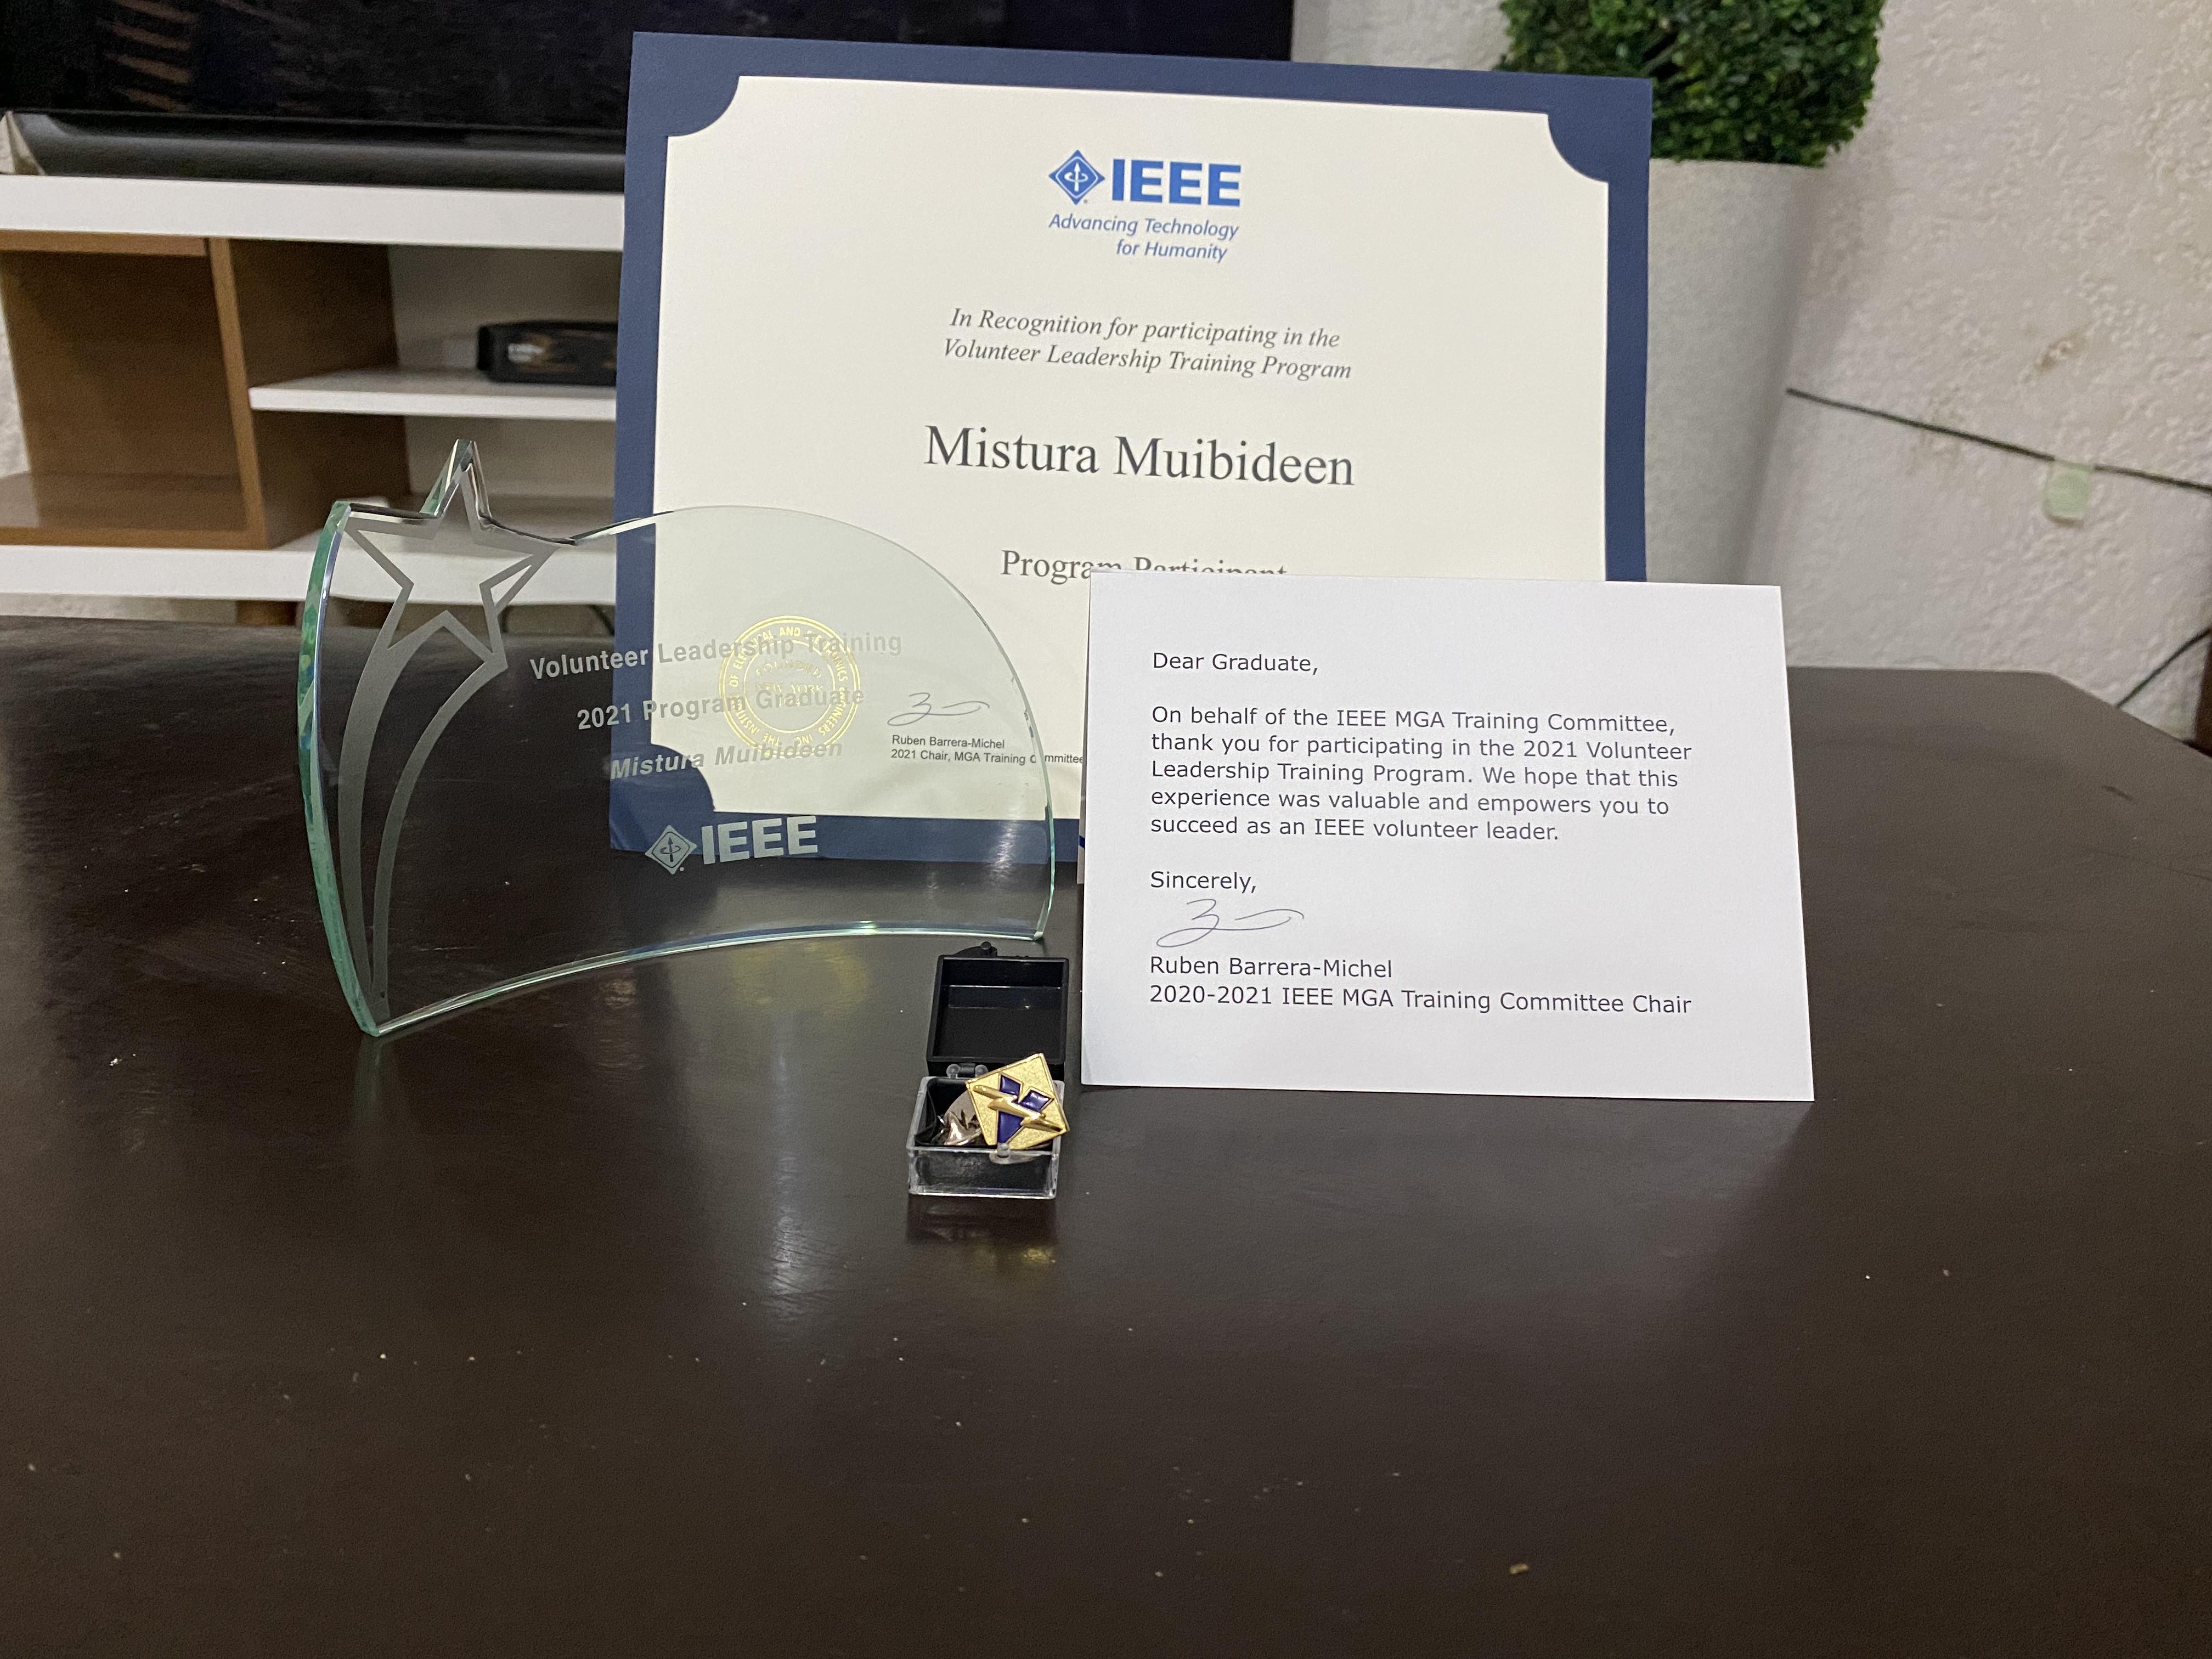 IEEE
Advancing Technology
for Humanity
In Recognition for participating in the
Volunteer Leadership Training Program
Mistura Muibideen
Program Participant
Ruben Barrera-Michel
2021 Chair, MGA Training Committee
Volunteer Leadership Training
2021 Program Graduate
Mistura Muibideen
IEEE
Dear Graduate,
On behalf of the IEEE MGA Training Committee,
thank you for participating in the 2021 Volunteer
Leadership Training Program. We hope that this
experience was valuable and empowers you to
succeed as an IEEE volunteer leader.
Sincerely,
Ruben Barrera-Michel
2020-2021 IEEE MGA Training Committee Chair